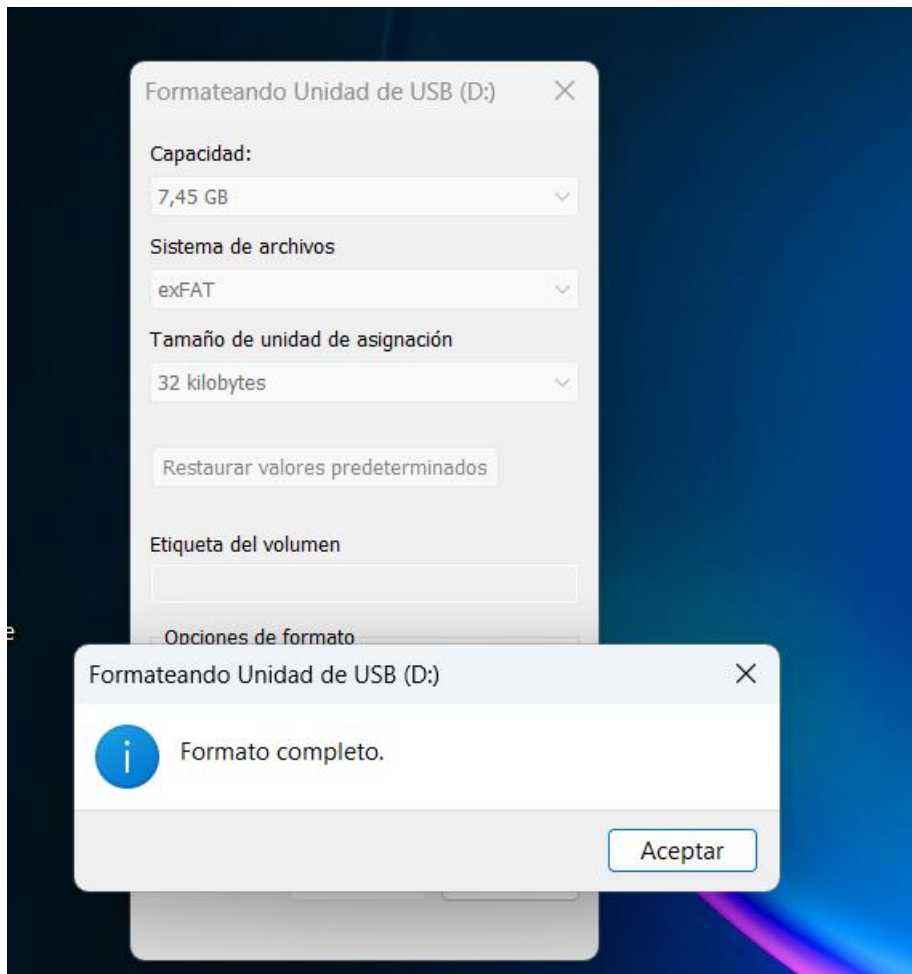 Formateando Unidad de USB (D:)
Capacidad:
7,45 GB
Sistema de archivos
exFAT
Tamaño de unidad de asignación
32 kilobytes
Restaurar valores predeterminados
Etiqueta del volumen
Opciones de formato
Formateando Unidad de USB (D:)
Formato completo.
Aceptar